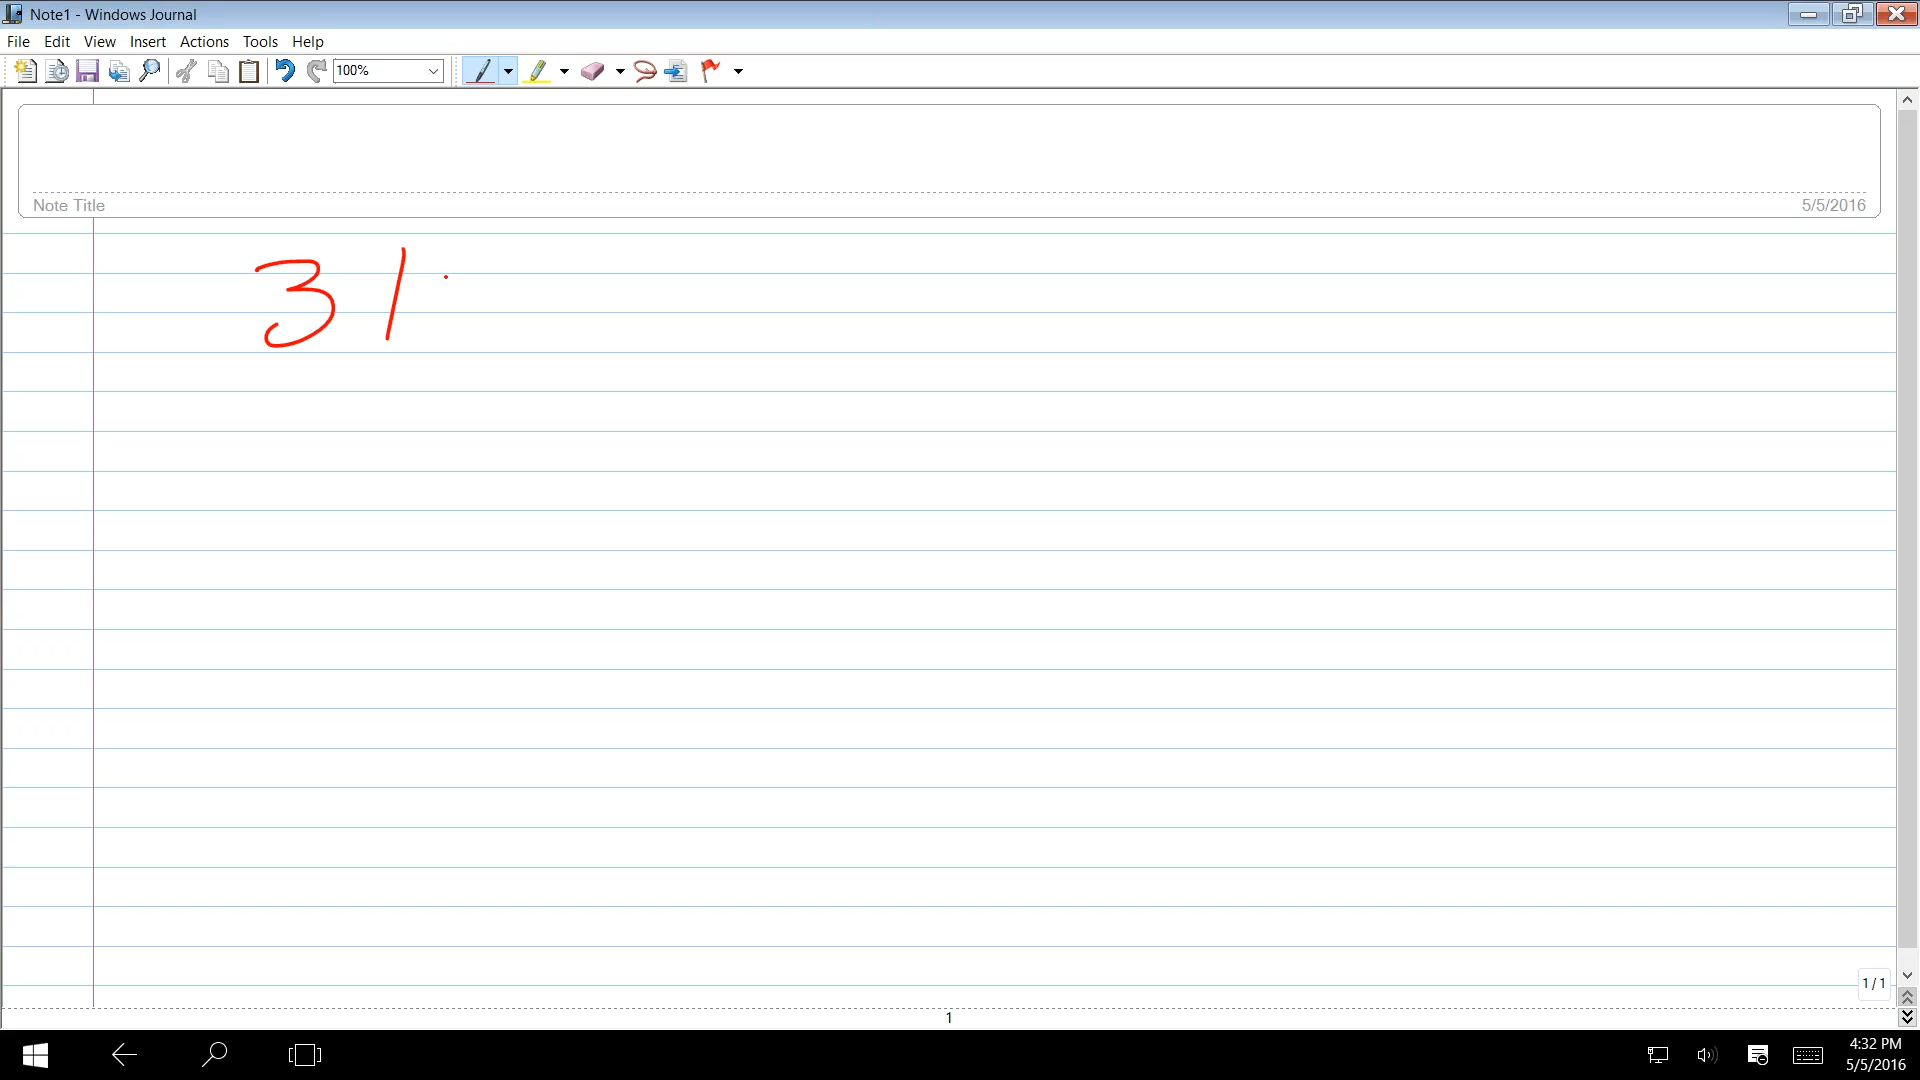 Note1 - Windows Journal
File Edit View Insert Actions Tools Help
100%
Note Title 5/5/2016
31
1 / 1
1
4:32 PM
5/5/2016